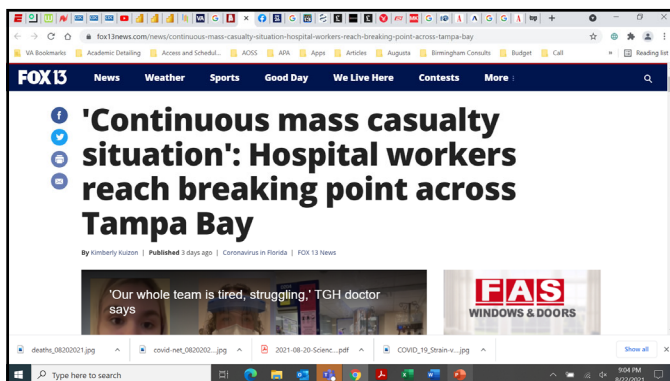 fox13news.com/news/continuous-mass-casualty-situation-hospital-workers-reach-breaking-point-across-tampa-bay
VA Bookmarks Academic Detailing Access and Schedul... AOSS APA Apps Articles Augusta Birmingham Consults Budget Call » Reading list
FOX 13 News Weather Sports Good Day We Live Here Contests More
'Continuous mass casualty
situation': Hospital workers
reach breaking point across
Tampa Bay
By Kimberly Kuizon | Published 3 days ago | Coronavirus in Florida | FOX 13 News
'Our whole team is tired, struggling,' TGH doctor
says
FAS
WINDOWS & DOORS
deaths_08202021.jpg covid-net_0820202....jpg 2021-08-20-Scienc....pdf COVID_19_Strain-v....jpg Show all
Type here to search
9:04 PM
8/22/2021